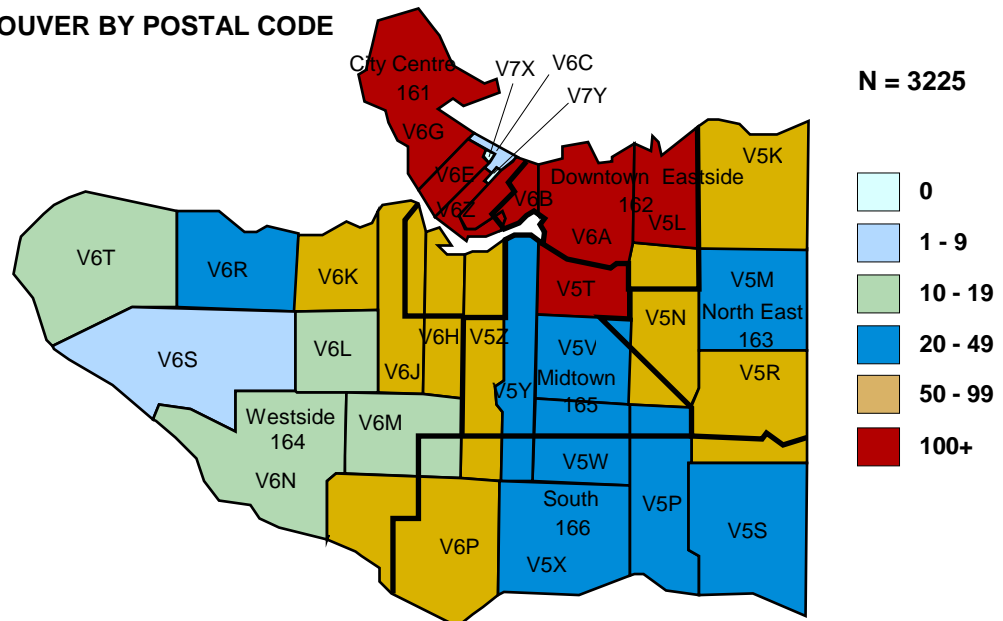 OUVER BY POSTAL CODE
City Centre
161
V7X
V6C
V7Y
N = 3225
V6G
V5K
V6E
Downtown Eastside
V6Z
V6B
162
V5L
0
1 - 9
10 - 19
20 - 49
50 - 99
100+
V6A
V6T
V6R
V6K
V5T
V5M
North East
163
V6S
V6L
V6J
V6H
V5Z
V5Y
V5V
Midtown
165
V5N
V5R
Westside
164
V6M
V6N
V5W
South
166
V5P
V5S
V6P
V5X